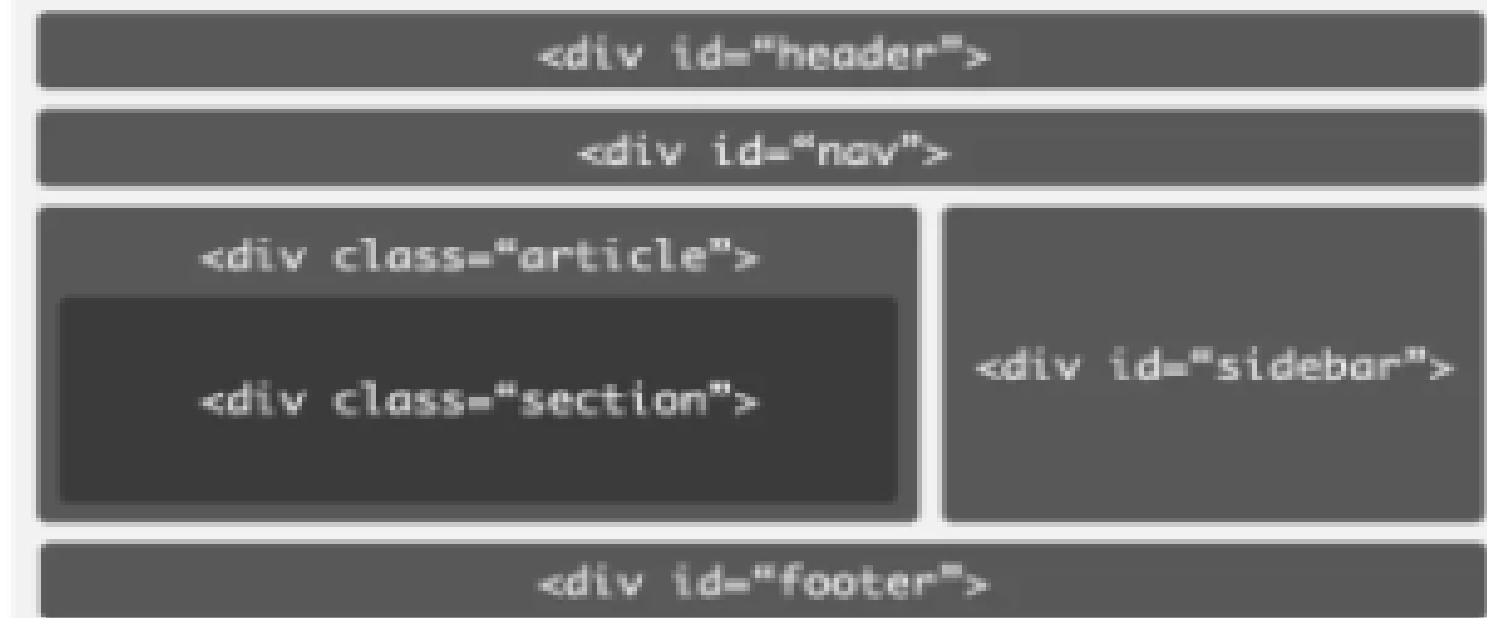 <div id=“header”>
<div id=“nav”>
<div class=“article”>
<div class=“section”>
<div id=“sidebar”>
<div id=“footer”>